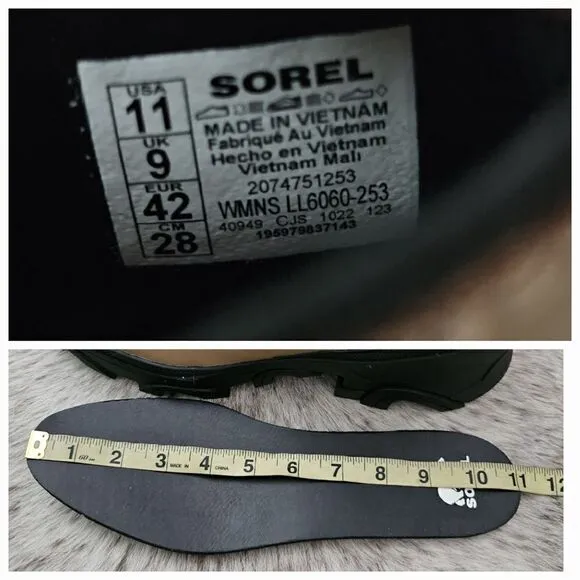 USA
11
UK
9
EUR
42
CM
28
SOREL
MADE IN VIETNAM
Fabriqué Au Vietnam
Hecho en Vietnam
Vietnam Malı
2074751253
WMNS LL6060-253
40949 CJS 1022 123
195979837143
1 60 2 3 MADE IN 4 CHINA 5 6 7 8 9 10 11 12
SOREL